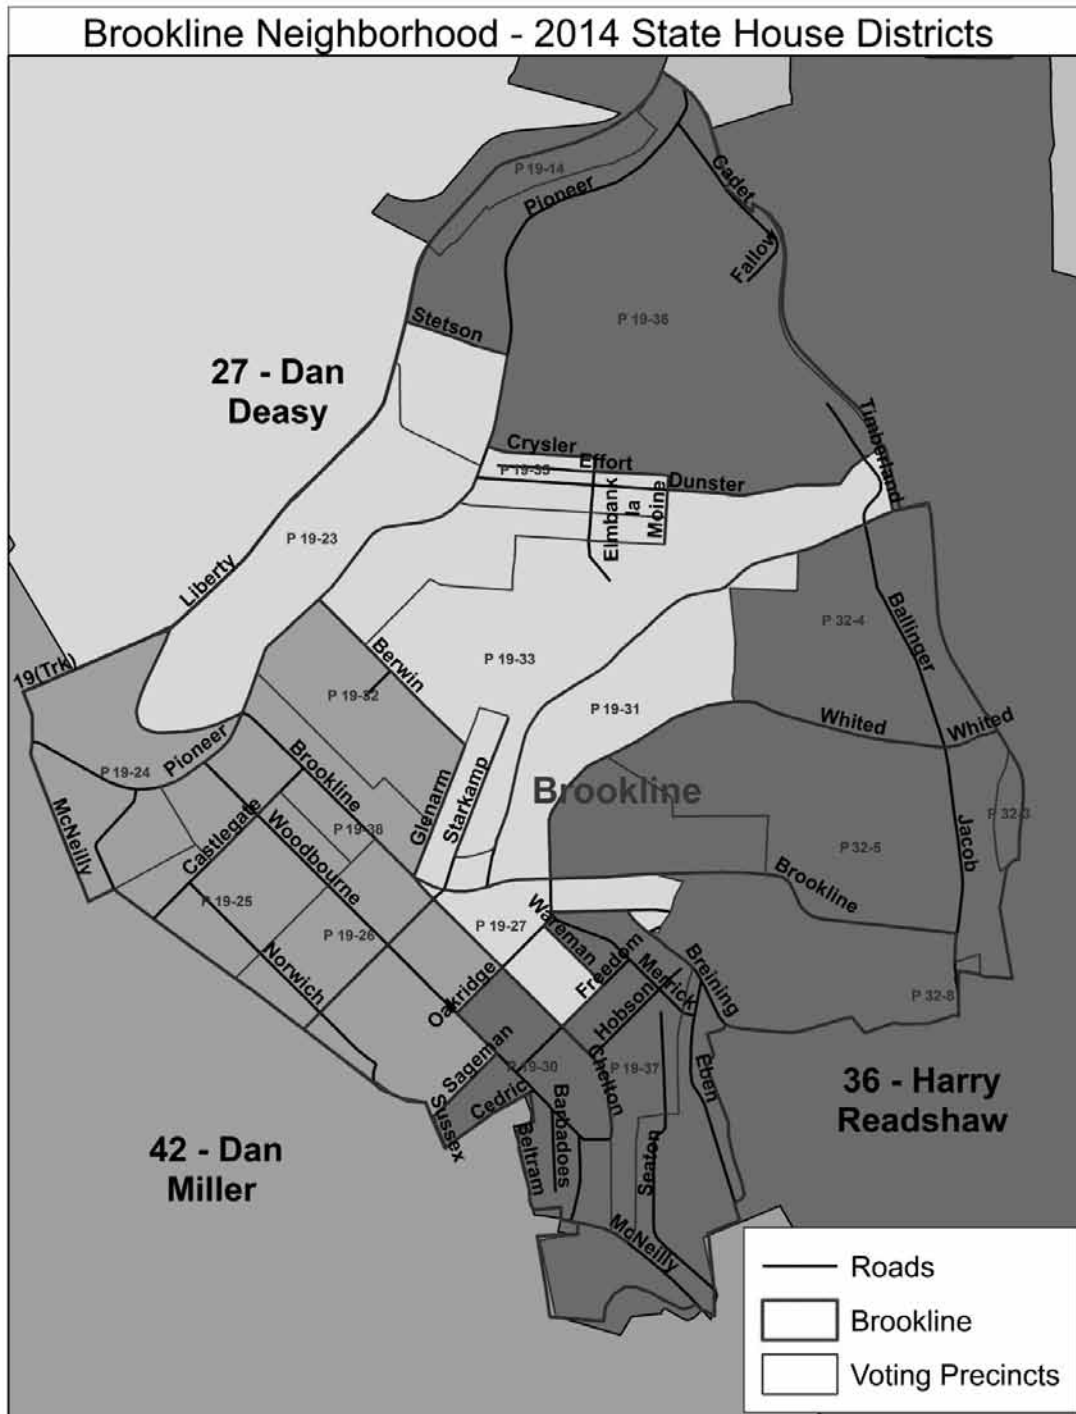 Brookline Neighborhood - 2014 State House Districts
P 19-14
Pioneer
Cadet
Fallow
P 19-36
Stetson
27 - Dan
Deasy
Timberland
Crysler
Effort
P 19-35
Dunster
Elmbank
la
Moine
P 19-23
Liberty
Ballinger
P 32-4
Berwin
P 19-33
19(Trk)
P 19-32
P 19-31
Whited
Whited
Pioneer
Brookline
P 19-24
Brookline
McNeilly
Glenarm
Starkamp
Castlegate
Woodbourne
P 19-38
P 32-3
Jacob
P 32-5
Brookline
P 19-25
P 19-26
P 19-27
Wareman
Norwich
Oakridge
Freedom
Merrick
Breining
Hobson
P 32-8
Sageman
P 19-30
Chelton
P 19-37
Eben
Cedric
36 - Harry
Readshaw
Sussex
Beltram
Barbadoes
Seaton
42 - Dan
Miller
McNeilly
Roads
Brookline
Voting Precincts